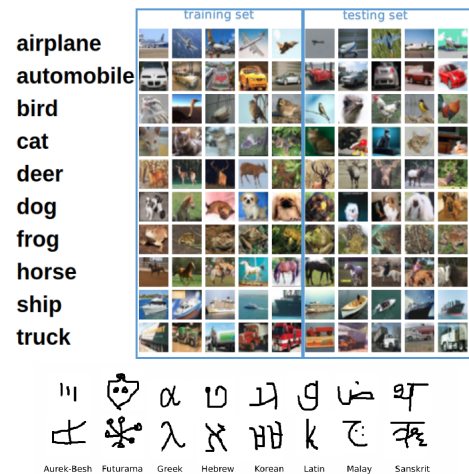 training set testing set
airplane
automobile
bird
cat
deer
dog
frog
horse
ship
truck
α g
λ א k
Aurek-Besh Futurama Greek Hebrew Korean Latin Malay Sanskrit